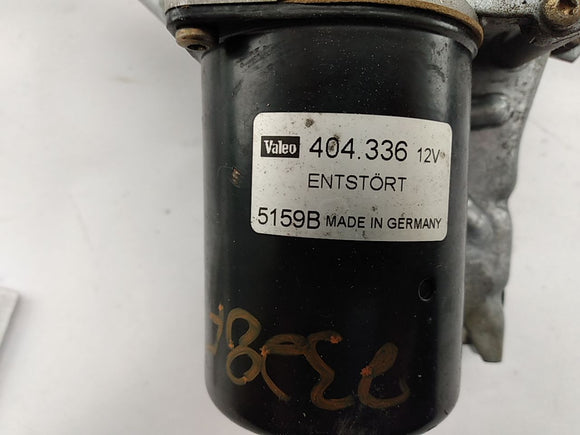 Valeo 404.336 12V
ENTSTÖRT
5159B MADE IN GERMANY